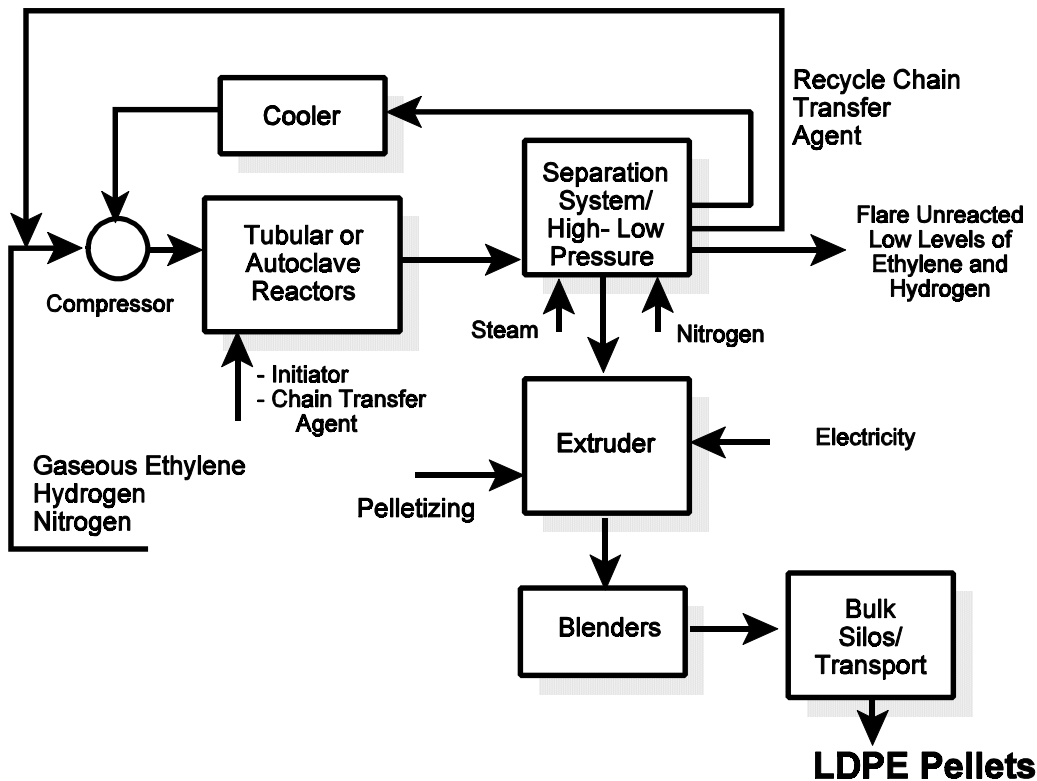 Cooler
Recycle Chain
Transfer
Agent
Separation
System/
High- Low
Pressure
Tubular or
Autoclave
Reactors
Flare Unreacted
Low Levels of
Ethylene and
Hydrogen
Compressor
Steam
Nitrogen
- Initiator
- Chain Transfer
Agent
Extruder
Electricity
Gaseous Ethylene
Hydrogen
Nitrogen
Pelletizing
Blenders
Bulk
Silos/
Transport
LDPE Pellets